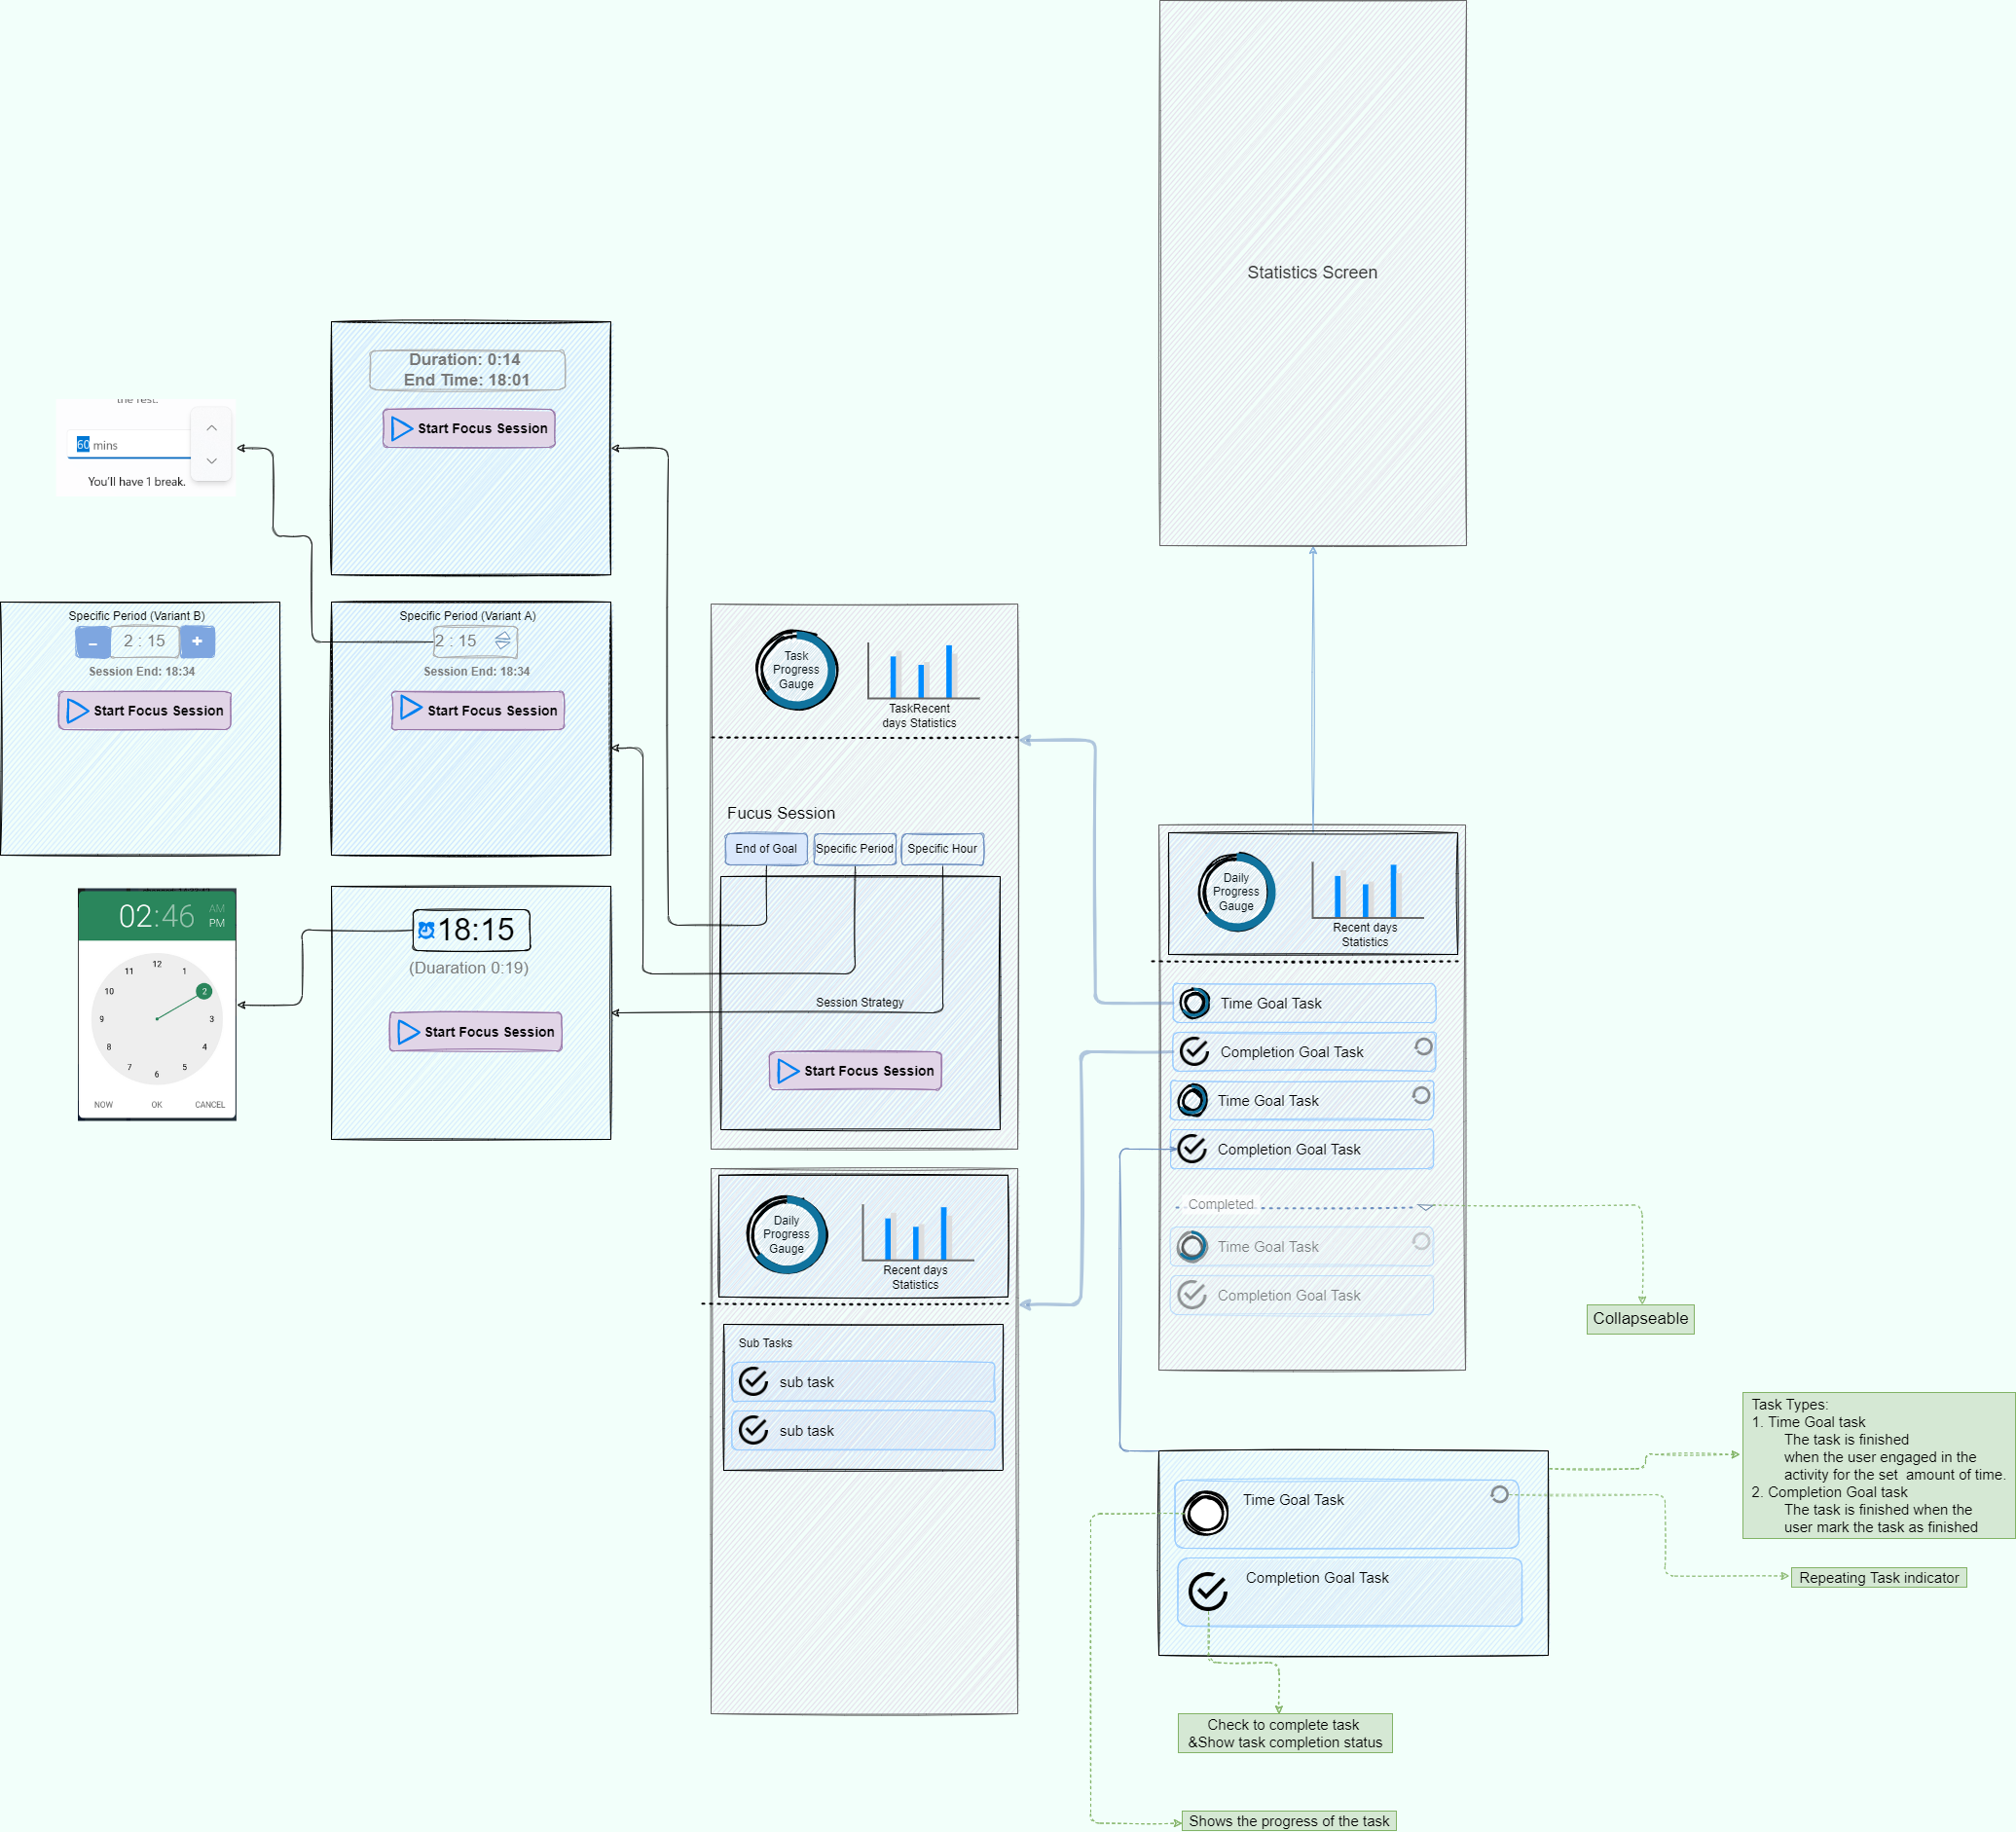 Statistics Screen
Duration: 0:14
End Time: 18:01
Start Focus Session
the rest.
60 mins
You'll have 1 break.
Specific Period (Variant B)
– 2 : 15 +
Session End: 18:34
Start Focus Session
Specific Period (Variant A)
2 : 15
Session End: 18:34
Start Focus Session
02:46 AM
PM
12
11 1
10 2
9 3
8 4
7 5
6
NOW OK CANCEL
18:15
(Duaration 0:19)
Start Focus Session
Task
Progress
Gauge
TaskRecent
days Statistics
Fucus Session
End of Goal
Specific Period
Specific Hour
Session Strategy
Start Focus Session
Daily
Progress
Gauge
Recent days
Statistics
Sub Tasks
sub task
sub task
Daily
Progress
Gauge
Recent days
Statistics
Time Goal Task
Completion Goal Task
Time Goal Task
Completion Goal Task
Completed
Time Goal Task
Completion Goal Task
Collapseable
Time Goal Task
Completion Goal Task
Task Types:
1. Time Goal task
The task is finished
when the user engaged in the
activity for the set amount of time.
2. Completion Goal task
The task is finished when the
user mark the task as finished
Repeating Task indicator
Check to complete task
&Show task completion status
Shows the progress of the task